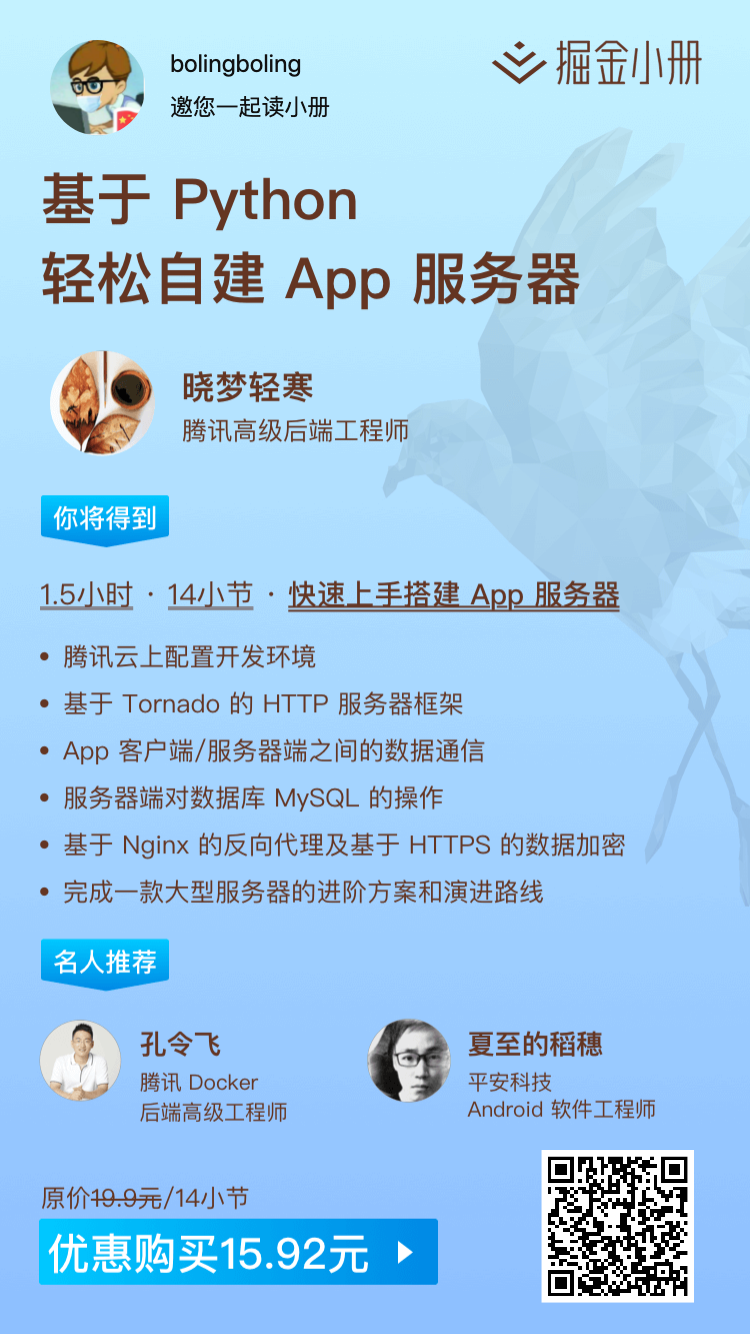 bolingboling
邀您一起读小册
掘金小册
基于 Python
轻松自建 App 服务器
晓梦轻寒
腾讯高级后端工程师
你将得到
1.5小时 · 14小节 · 快速上手搭建 App 服务器
• 腾讯云上配置开发环境
• 基于 Tornado 的 HTTP 服务器框架
• App 客户端/服务器端之间的数据通信
• 服务器端对数据库 MySQL 的操作
• 基于 Nginx 的反向代理及基于 HTTPS 的数据加密
• 完成一款大型服务器的进阶方案和演进路线
名人推荐
孔令飞
腾讯 Docker
后端高级工程师
夏至的稻穗
平安科技
Android 软件工程师
原价19.9元/14小节
优惠购买15.92元